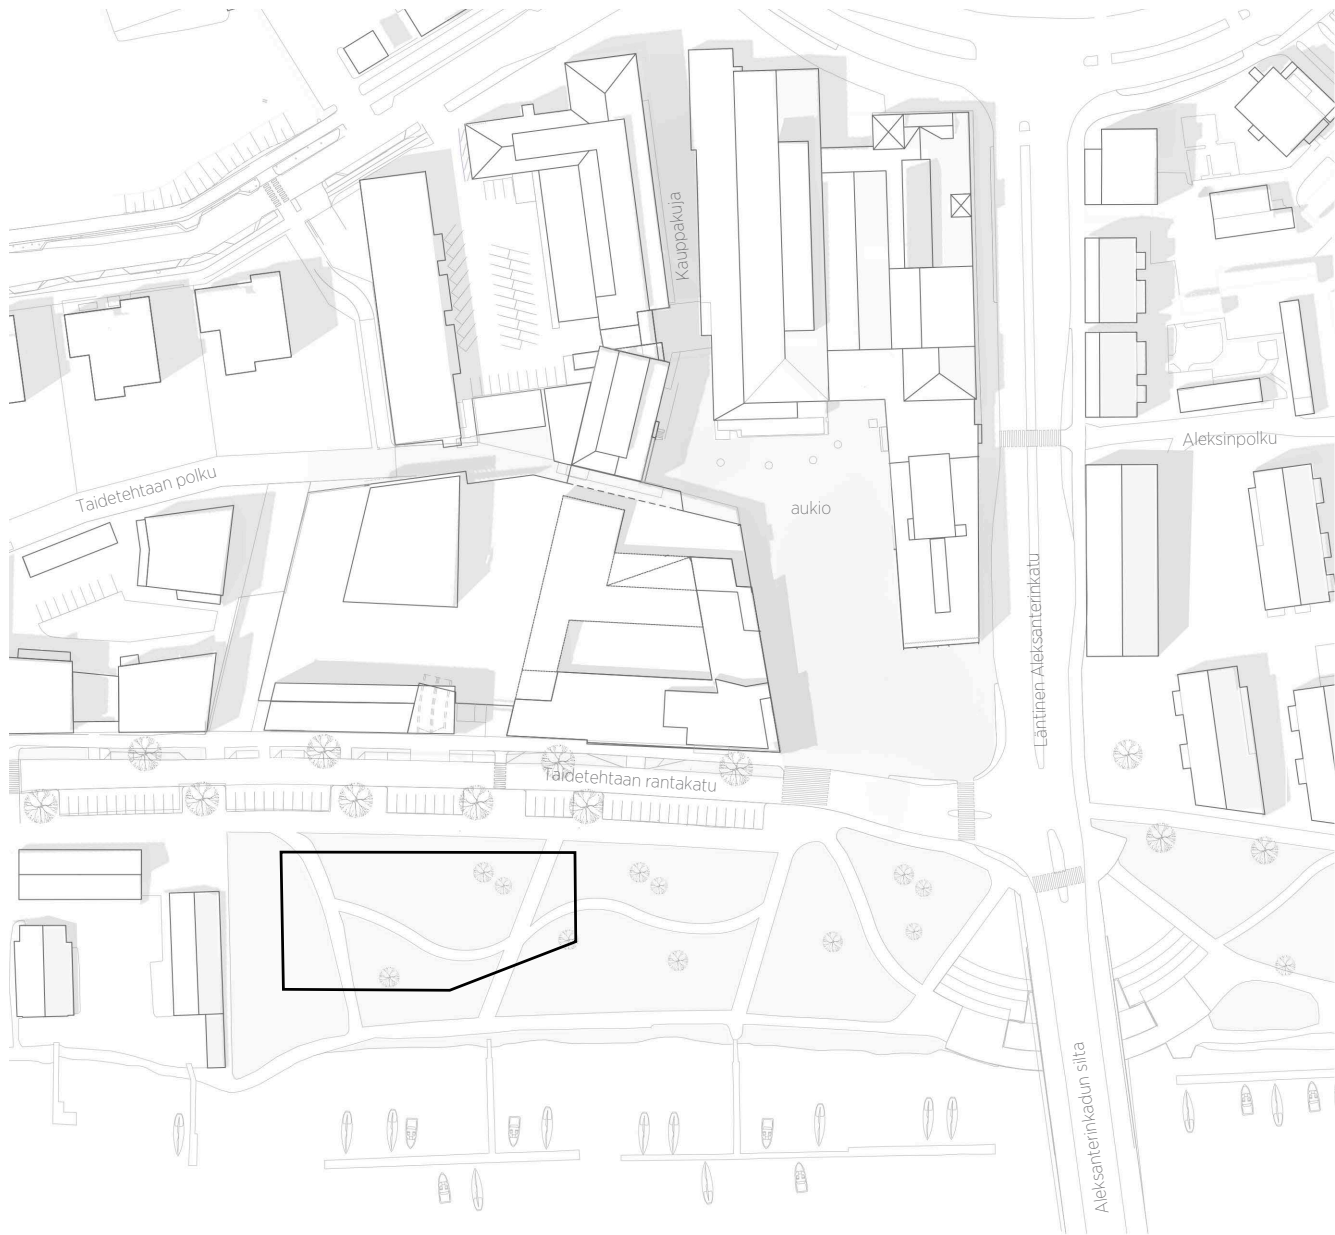 Kauppakuja
Aleksinpolku
Taidetehtaan polku
aukio
Läntinen Aleksanterinkatu
Taidetehtaan rantakatu
Aleksanterinkadun silta